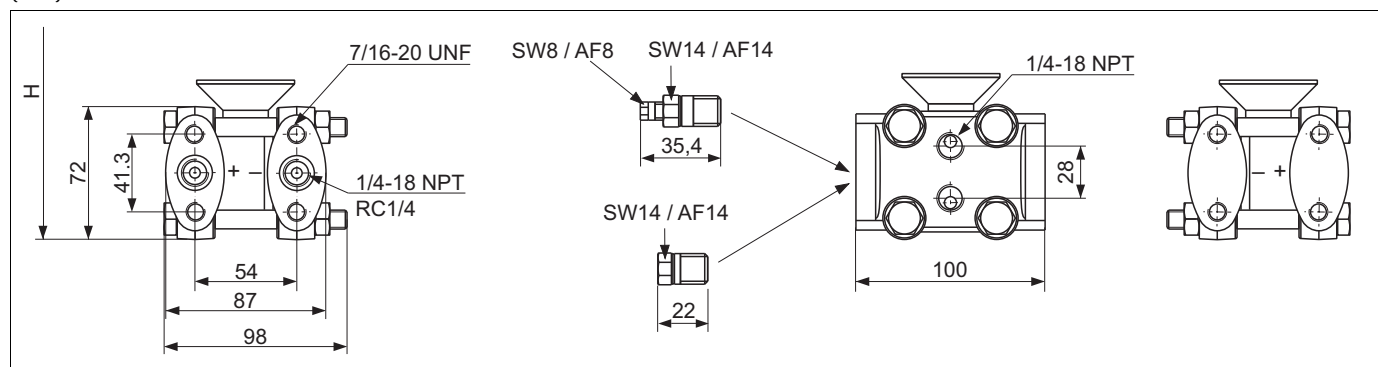 H
72
41.3
7/16-20 UNF
+ −
1/4-18 NPT
RC1/4
54
87
98
SW8 / AF8
SW14 / AF14
35,4
SW14 / AF14
22
1/4-18 NPT
28
100
− +